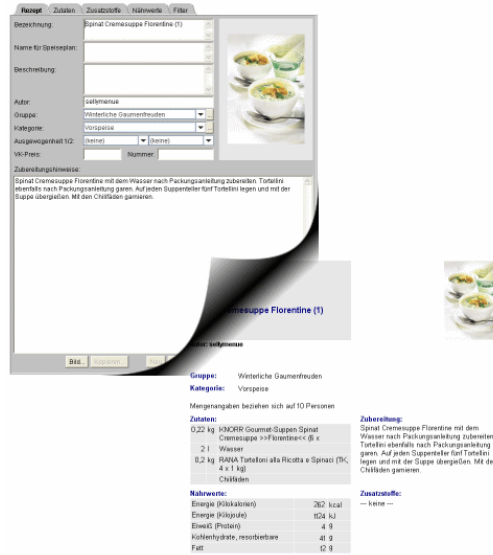 Rezept Zutaten Zusatzstoffe Nährwerte Filter
Bezeichnung: Spinat Cremesuppe Florentine (1)
Name für Speiseplan:
Beschreibung:
Autor: sellymenue
Gruppe: Winterliche Gaumenfreuden
Kategorie: Vorspeise
Ausgewogenheit 1/2: (keine) (keine)
VK-Preis: Nummer:
Zubereitungshinweise:
Spinat Cremesuppe Florentine mit dem Wasser nach Packungsanleitung zubereiten. Tortellini
ebenfalls nach Packungsanleitung garen. Auf jeden Suppenteller fünf Tortellini legen und mit der
Suppe übergießen. Mit den Chilifäden garnieren.
Bild... Kopieren...
mesuppe Florentine (1)
Autor: sellymenue
Gruppe: Winterliche Gaumenfreuden
Kategorie: Vorspeise
Mengenangaben beziehen sich auf 10 Personen
Zutaten:
0,22 kg KNORR Gourmet-Suppen Spinat
Cremesuppe >>Florentine<< (6 x
2 l Wasser
0,2 kg RANA Tortelloni alla Ricotta e Spinaci (TK,
4 x 1 kg)
Chilifäden
Zubereitung:
Spinat Cremesuppe Florentine mit dem
Wasser nach Packungsanleitung zubereiten.
Tortellini ebenfalls nach Packungsanleitung
garen. Auf jeden Suppenteller fünf Tortellini
legen und mit der Suppe übergießen. Mit de
Chilifäden garnieren.
Nährwerte:
Energie (Kilokalorien) 262 kcal
Energie (Kilojoule) 1124 kJ
Eiweiß (Protein) 4 g
Kohlenhydrate, resorbierbare 41 g
Fett 12 g
Zusatzstoffe:
--- keine ---